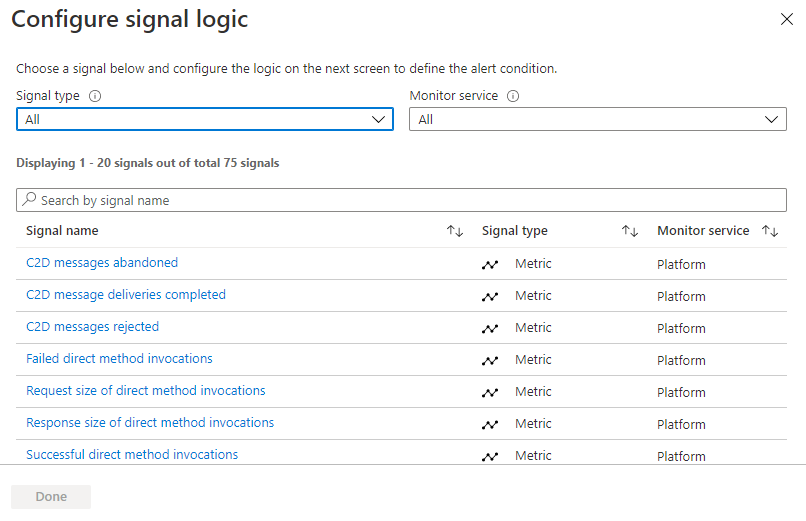 Configure signal logic
Choose a signal below and configure the logic on the next screen to define the alert condition.
Signal type Monitor service
All All
Displaying 1 - 20 signals out of total 75 signals
Search by signal name
Signal name Signal type Monitor service
C2D messages abandoned Metric Platform
C2D message deliveries completed Metric Platform
C2D messages rejected Metric Platform
Failed direct method invocations Metric Platform
Request size of direct method invocations Metric Platform
Response size of direct method invocations Metric Platform
Successful direct method invocations Metric Platform
Done